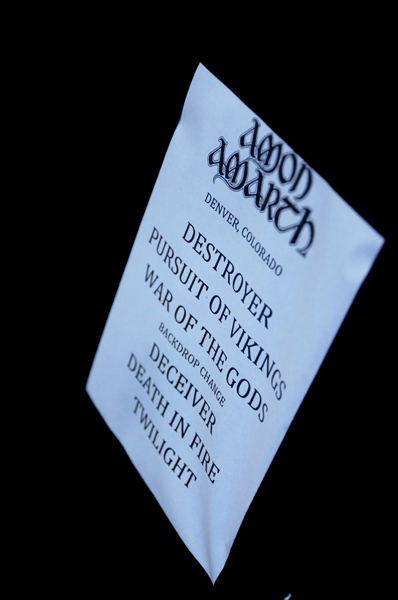 AMON
AMARTH
DENVER, COLORADO
DESTROYER
PURSUIT OF VIKINGS
WAR OF THE GODS
BACKDROP CHANGE
DECEIVER
DEATH IN FIRE
TWILIGHT